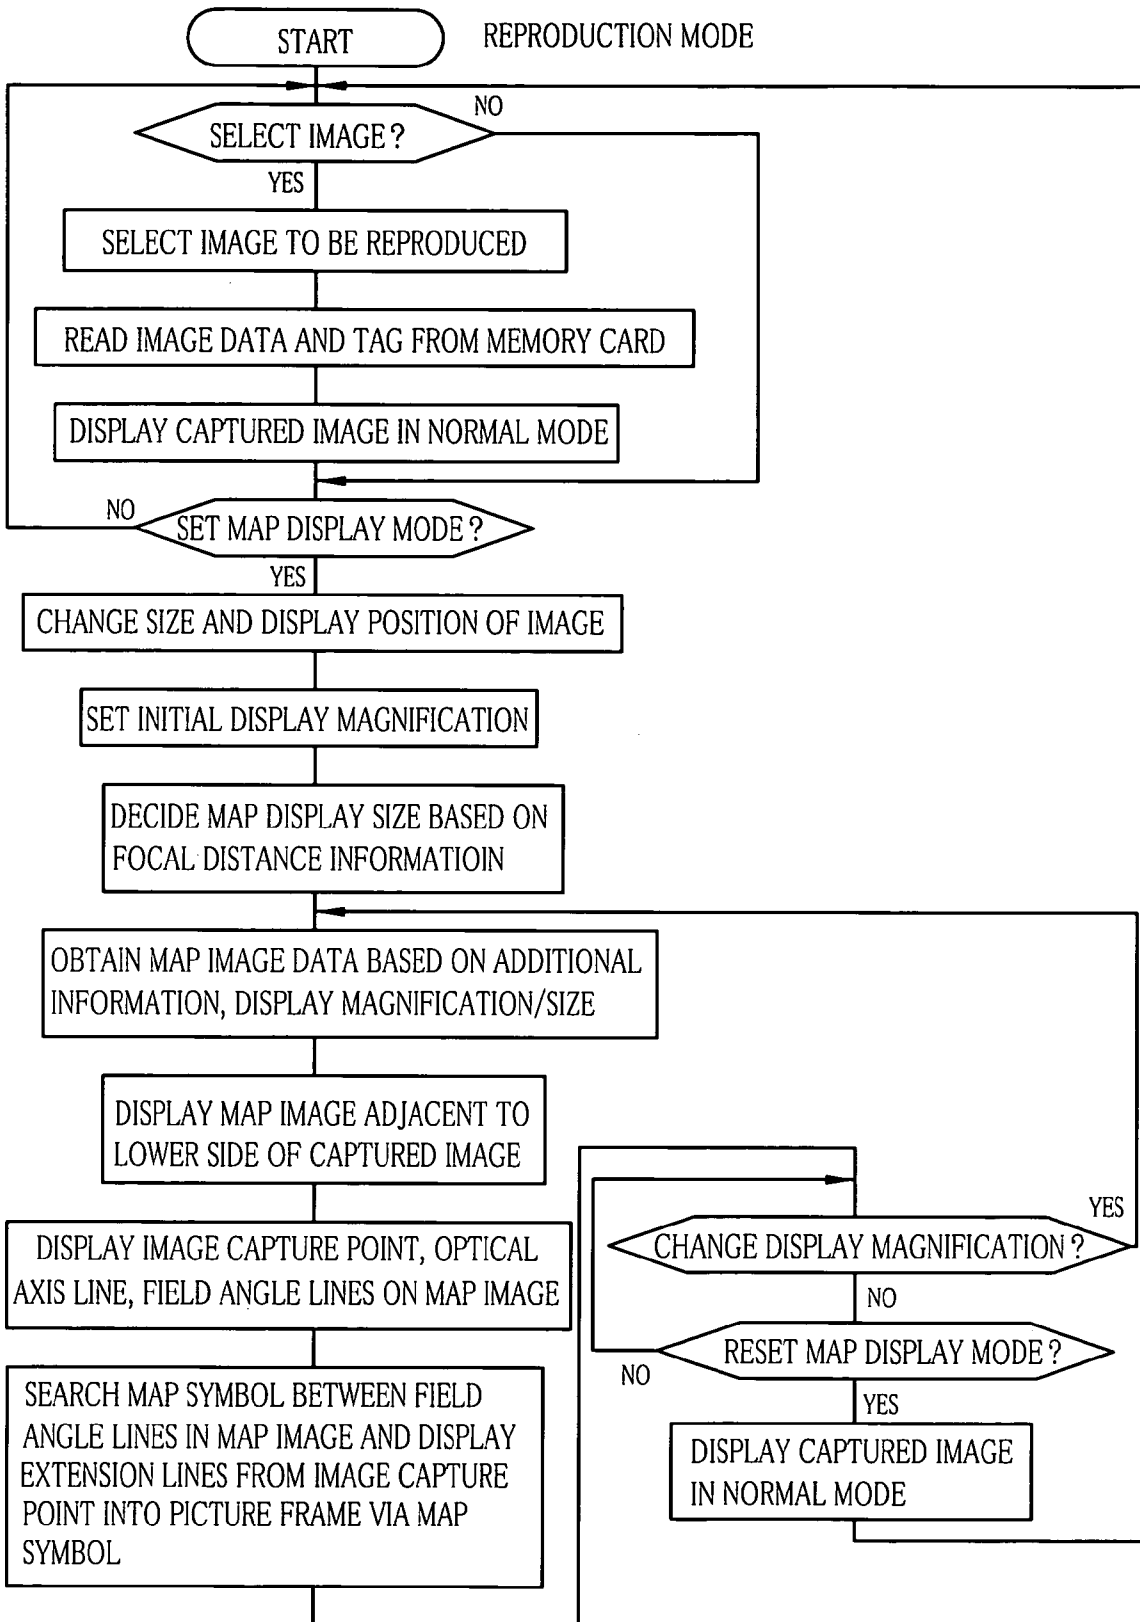 START
REPRODUCTION MODE
SELECT IMAGE?
NO
YES
SELECT IMAGE TO BE REPRODUCED
READ IMAGE DATA AND TAG FROM MEMORY CARD
DISPLAY CAPTURED IMAGE IN NORMAL MODE
NO
SET MAP DISPLAY MODE?
YES
CHANGE SIZE AND DISPLAY POSITION OF IMAGE
SET INITIAL DISPLAY MAGNIFICATION
DECIDE MAP DISPLAY SIZE BASED ON
FOCAL DISTANCE INFORMATIOIN
OBTAIN MAP IMAGE DATA BASED ON ADDITIONAL
INFORMATION, DISPLAY MAGNIFICATION/SIZE
DISPLAY MAP IMAGE ADJACENT TO
LOWER SIDE OF CAPTURED IMAGE
DISPLAY IMAGE CAPTURE POINT, OPTICAL
AXIS LINE, FIELD ANGLE LINES ON MAP IMAGE
SEARCH MAP SYMBOL BETWEEN FIELD
ANGLE LINES IN MAP IMAGE AND DISPLAY
EXTENSION LINES FROM IMAGE CAPTURE
POINT INTO PICTURE FRAME VIA MAP
SYMBOL
CHANGE DISPLAY MAGNIFICATION?
YES
NO
RESET MAP DISPLAY MODE?
NO
YES
DISPLAY CAPTURED IMAGE
IN NORMAL MODE